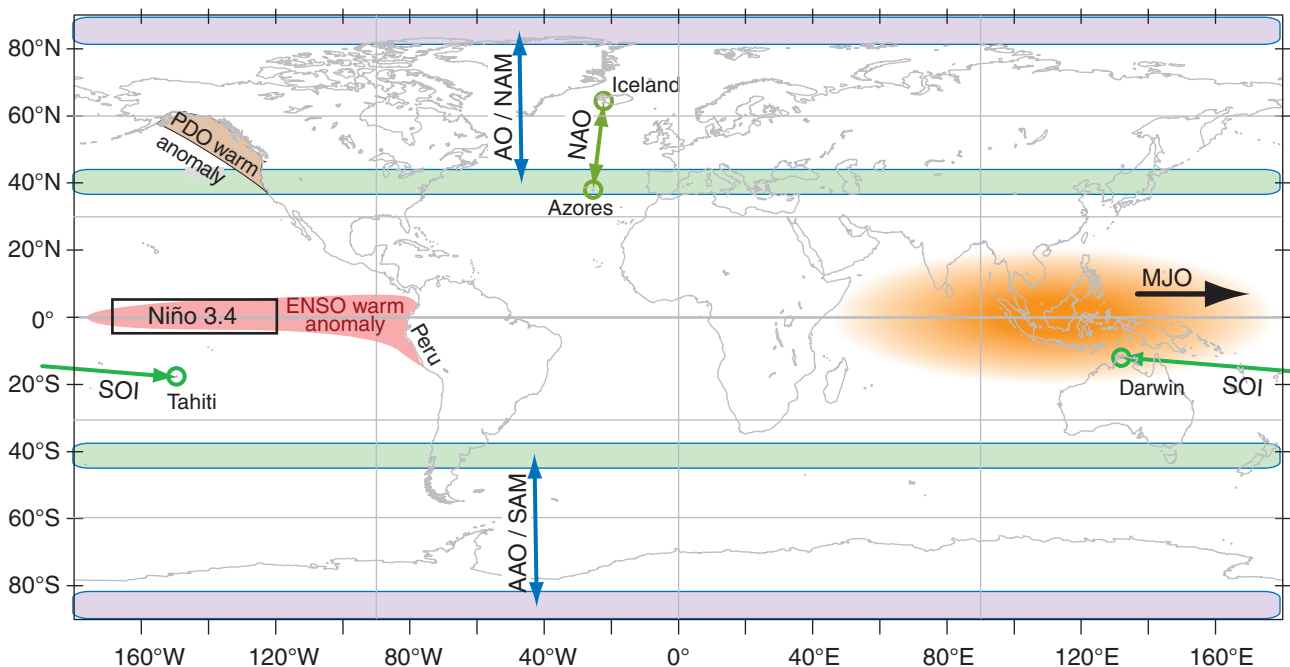 80°N
60°N
40°N
20°N
0°
20°S
40°S
60°S
80°S
AO / NAM
Iceland
NAO
Azores
PDO warm
anomaly
MJO
Niño 3.4
ENSO warm
anomaly
Peru
SOI
Tahiti
Darwin
SOI
AAO / SAM
160°W
120°W
80°W
40°W
0°
40°E
80°E
120°E
160°E